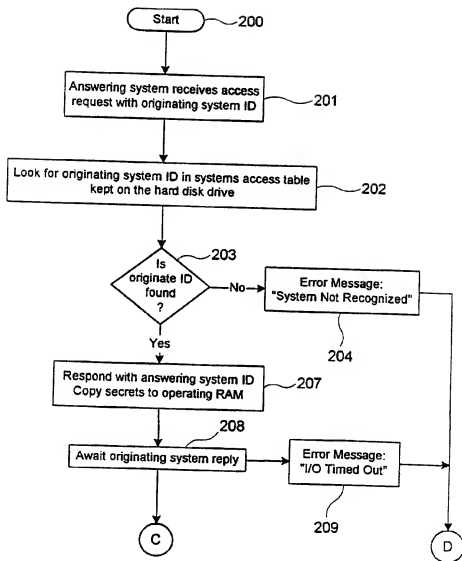 Start
200
Answering system receives access
request with originating system ID
201
Look for originating system ID in systems access table
kept on the hard disk drive
202
203
Is
originate ID
found
?
No
Error Message:
"System Not Recognized"
204
Yes
Respond with answering system ID
Copy secrets to operating RAM
207
208
Await originating system reply
Error Message:
"I/O Timed Out"
209
C
D